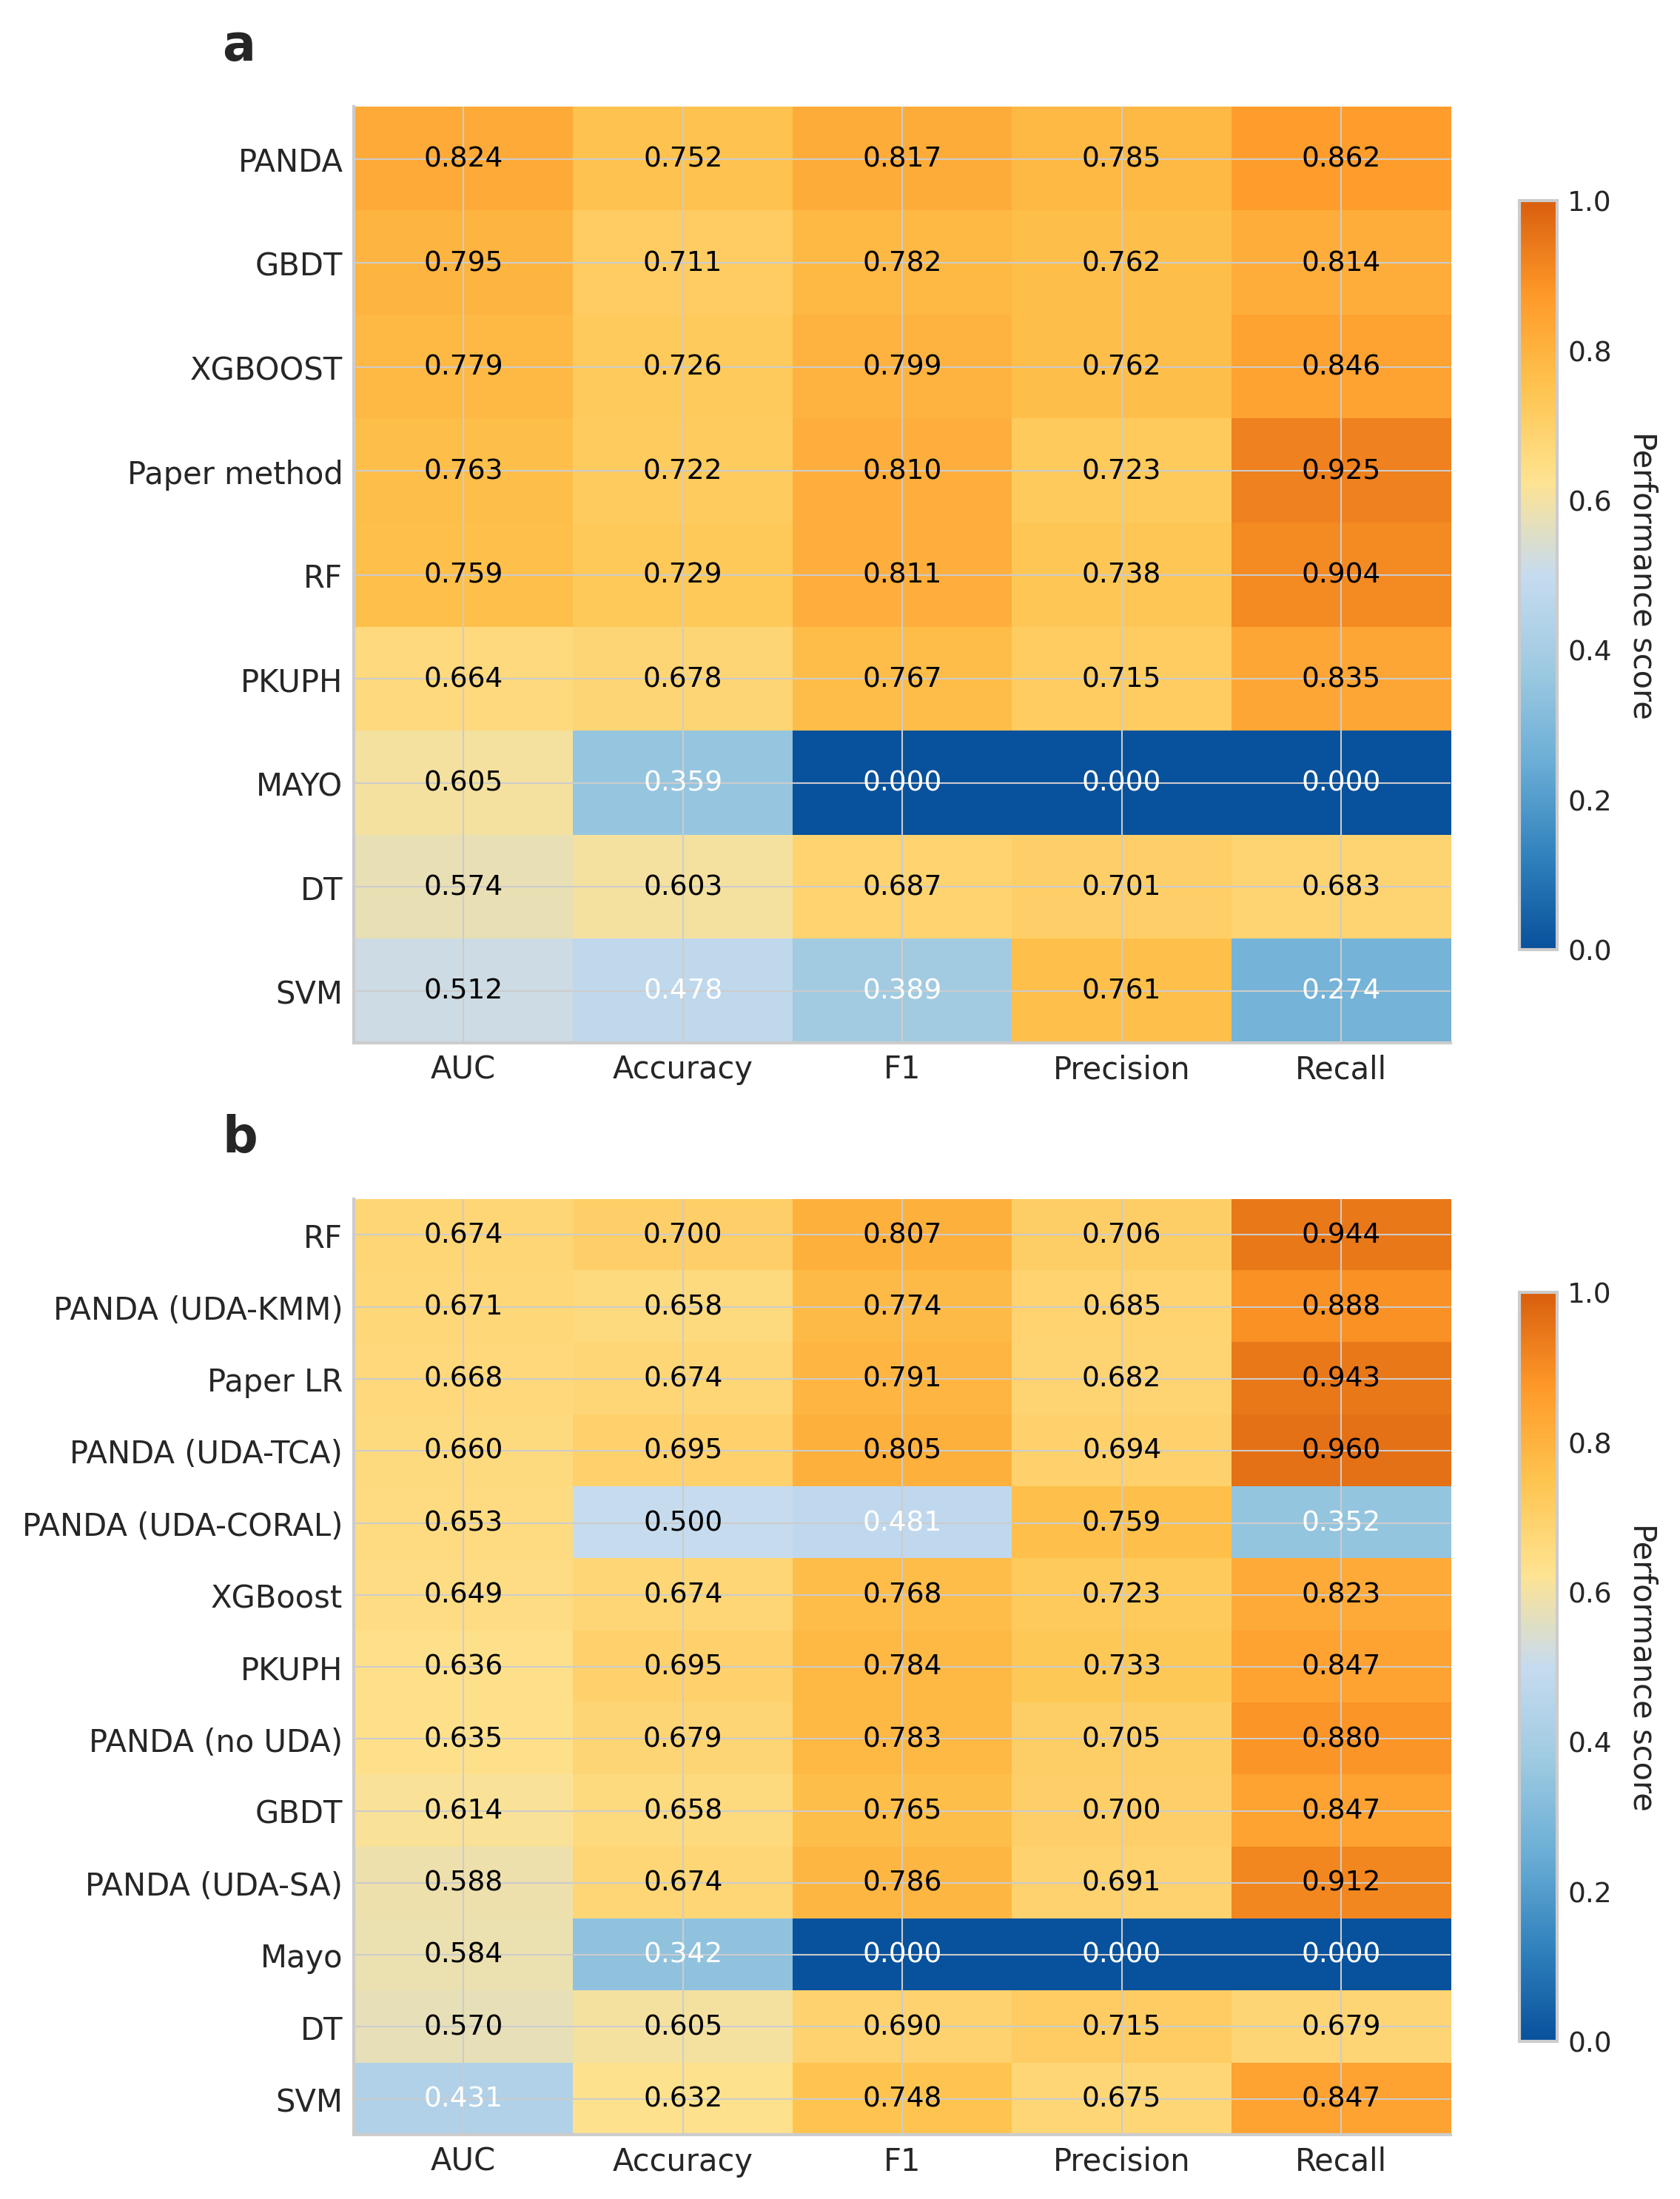 a
PANDA 0.824 0.752 0.817 0.785 0.862
GBDT 0.795 0.711 0.782 0.762 0.814
XGBOOST 0.779 0.726 0.799 0.762 0.846
Paper method 0.763 0.722 0.810 0.723 0.925
RF 0.759 0.729 0.811 0.738 0.904
PKUPH 0.664 0.678 0.767 0.715 0.835
MAYO 0.605 0.359 0.000 0.000 0.000
DT 0.574 0.603 0.687 0.701 0.683
SVM 0.512 0.478 0.389 0.761 0.274
AUC Accuracy F1 Precision Recall
1.0
0.8
0.6
0.4
0.2
0.0
Performance score
b
RF 0.674 0.700 0.807 0.706 0.944
PANDA (UDA-KMM) 0.671 0.658 0.774 0.685 0.888
Paper LR 0.668 0.674 0.791 0.682 0.943
PANDA (UDA-TCA) 0.660 0.695 0.805 0.694 0.960
PANDA (UDA-CORAL) 0.653 0.500 0.481 0.759 0.352
XGBoost 0.649 0.674 0.768 0.723 0.823
PKUPH 0.636 0.695 0.784 0.733 0.847
PANDA (no UDA) 0.635 0.679 0.783 0.705 0.880
GBDT 0.614 0.658 0.765 0.700 0.847
PANDA (UDA-SA) 0.588 0.674 0.786 0.691 0.912
Mayo 0.584 0.342 0.000 0.000 0.000
DT 0.570 0.605 0.690 0.715 0.679
SVM 0.431 0.632 0.748 0.675 0.847
AUC Accuracy F1 Precision Recall
1.0
0.8
0.6
0.4
0.2
0.0
Performance score